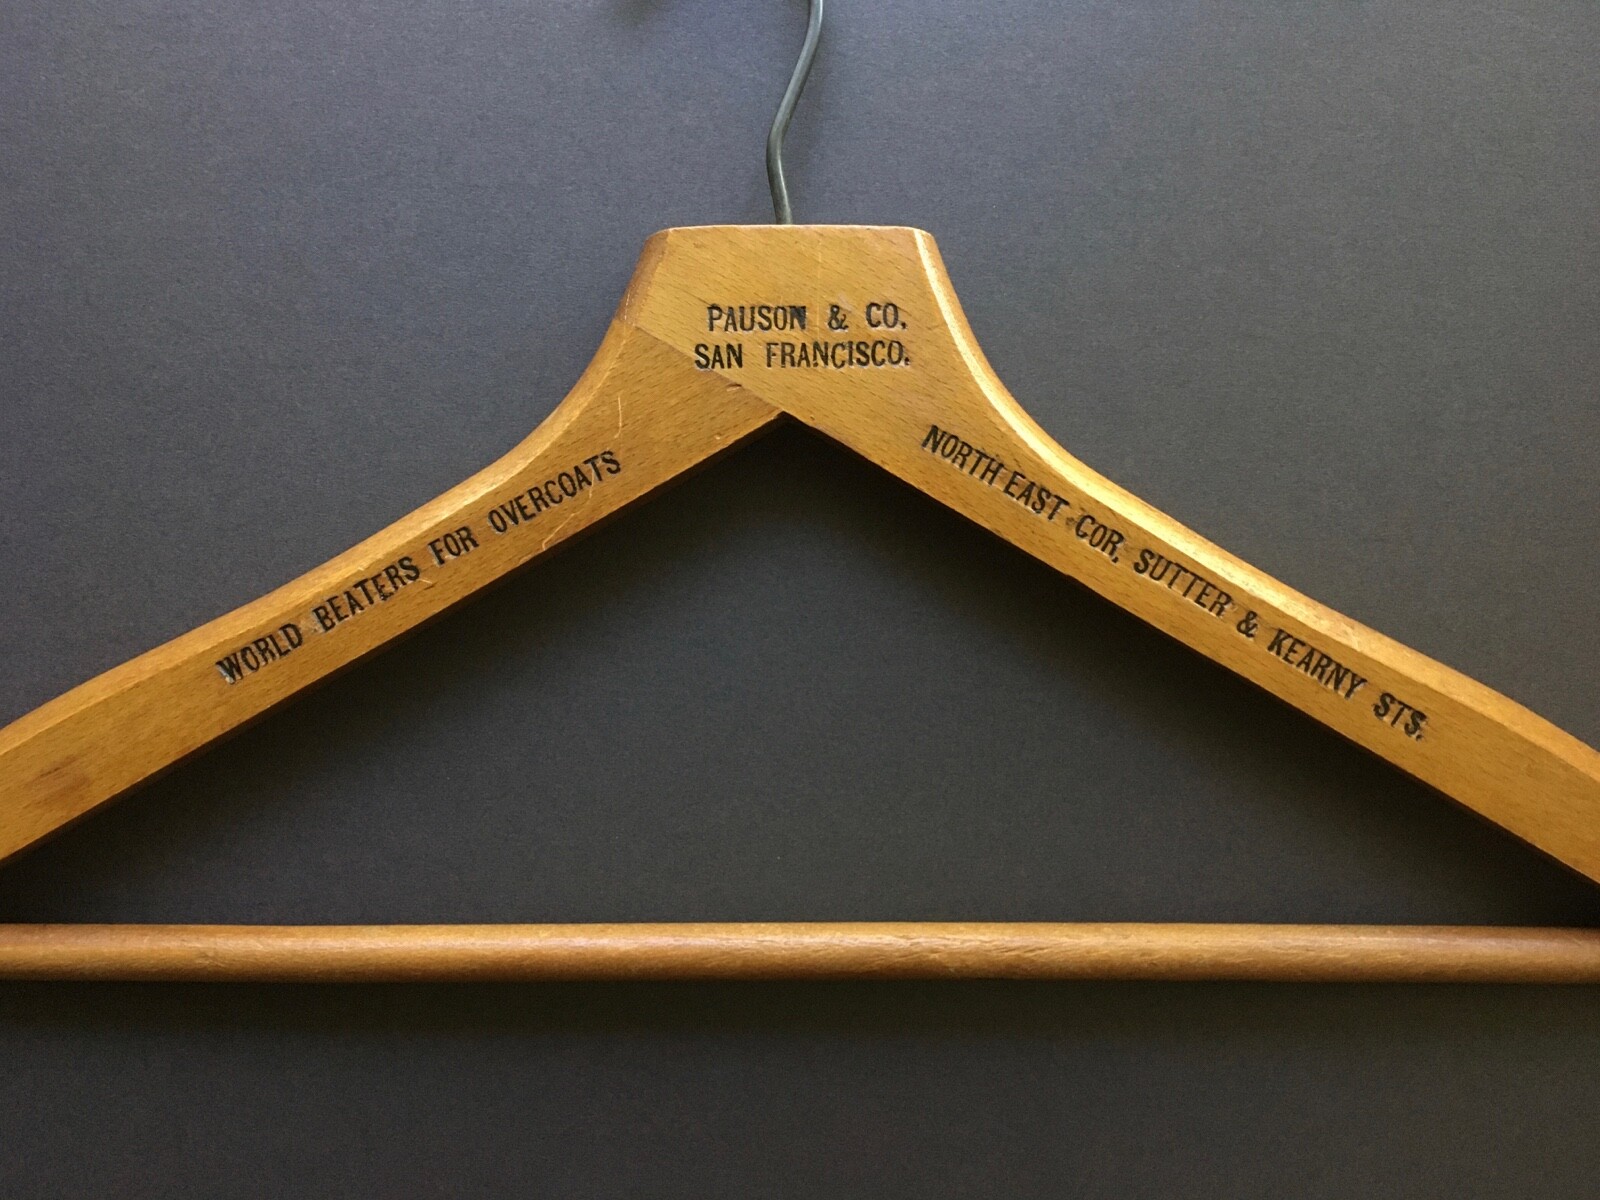 PAUSON & CO,
SAN FRANCISCO.
WORLD BEATERS FOR OVERCOATS
NORTH EAST COR, SUTTER & KEARNY STS.